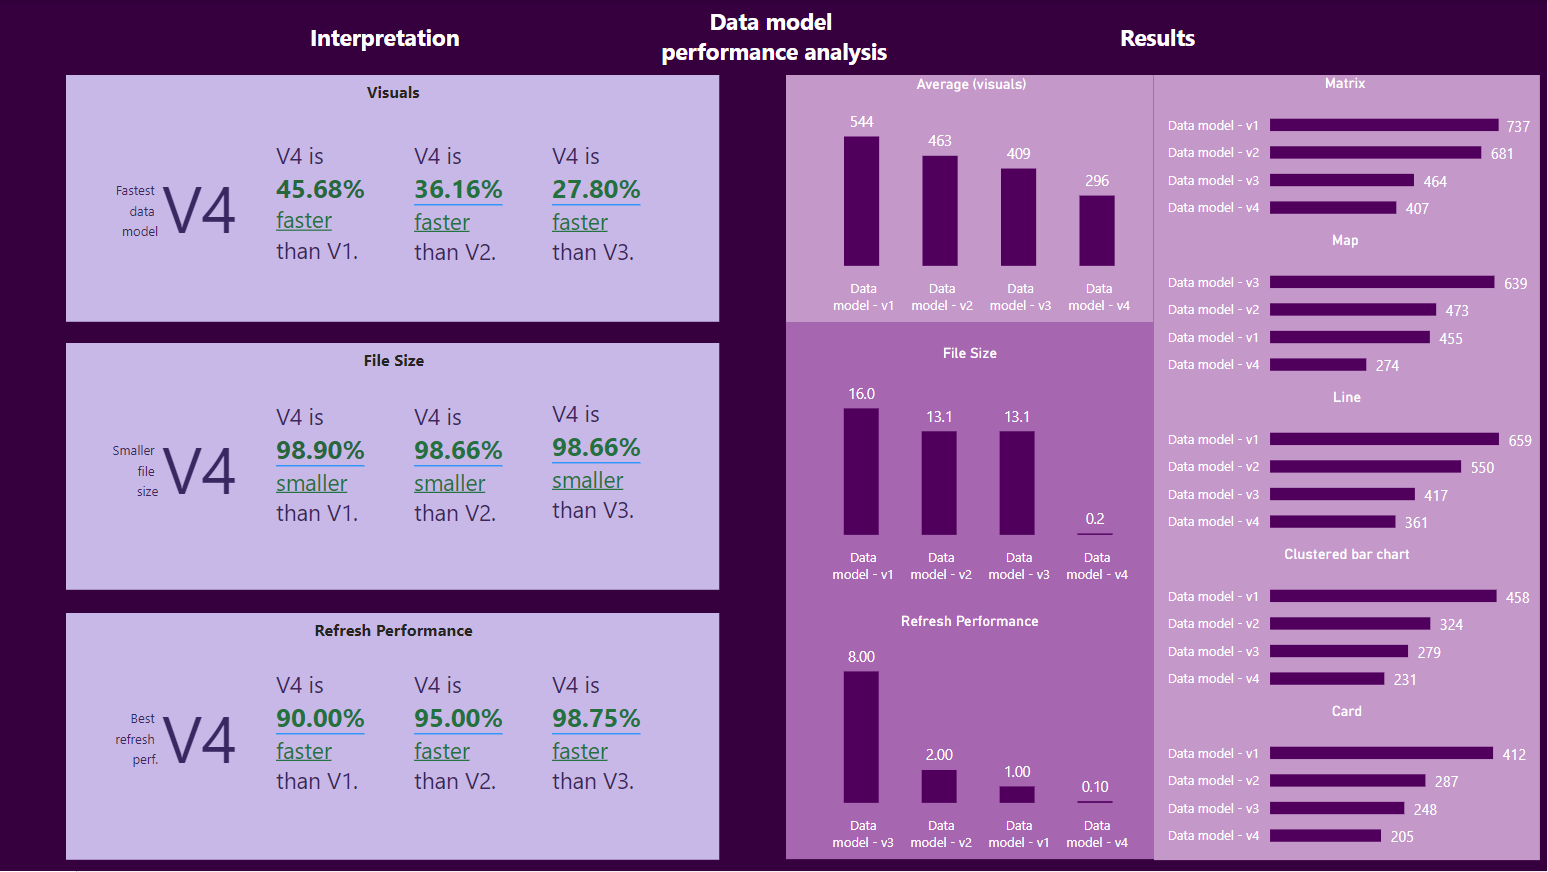 Interpretation
Data model
performance analysis
Results
Visuals
Fastest
data
model
V4
V4 is
45.68%
faster
than V1.
V4 is
36.16%
faster
than V2.
V4 is
27.80%
faster
than V3.
File Size
Smaller
file
size
V4
V4 is
98.90%
smaller
than V1.
V4 is
98.66%
smaller
than V2.
V4 is
98.66%
smaller
than V3.
Refresh Performance
Best
refresh
perf.
V4
V4 is
90.00%
faster
than V1.
V4 is
95.00%
faster
than V2.
V4 is
98.75%
faster
than V3.
Average (visuals)
544
463
409
296
Data
model - v1
Data
model - v2
Data
model - v3
Data
model - v4
File Size
16.0
13.1
13.1
0.2
Data
model - v1
Data
model - v2
Data
model - v3
Data
model - v4
Refresh Performance
8.00
2.00
1.00
0.10
Data
model - v3
Data
model - v2
Data
model - v1
Data
model - v4
Matrix
Data model - v1 737
Data model - v2 681
Data model - v3 464
Data model - v4 407
Map
Data model - v3 639
Data model - v2 473
Data model - v1 455
Data model - v4 274
Line
Data model - v1 659
Data model - v2 550
Data model - v3 417
Data model - v4 361
Clustered bar chart
Data model - v1 458
Data model - v2 324
Data model - v3 279
Data model - v4 231
Card
Data model - v1 412
Data model - v2 287
Data model - v3 248
Data model - v4 205